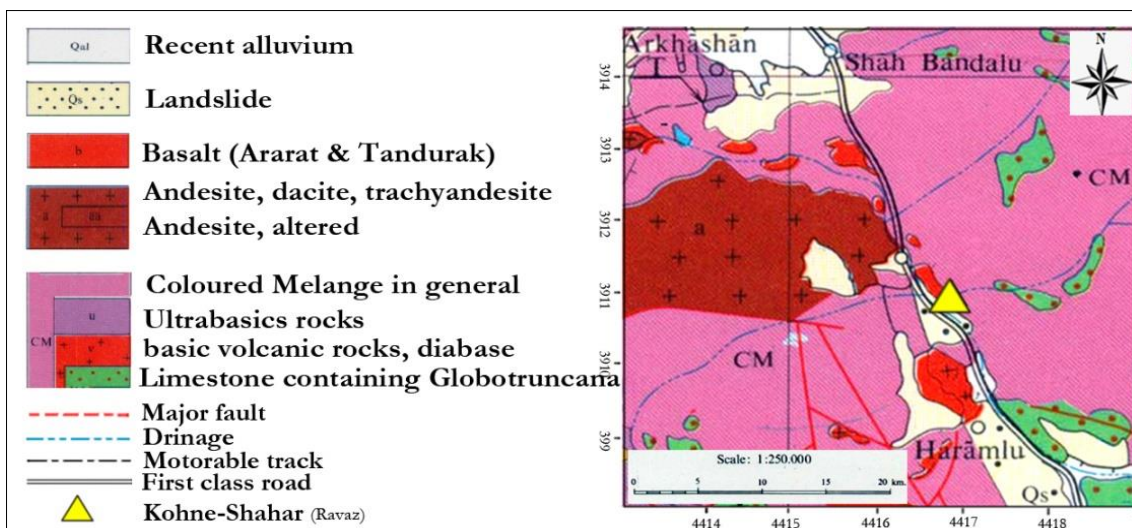 Qal Recent alluvium
Qs Landslide
b Basalt (Ararat & Tandurak)
Andesite, dacite, trachyandesite
a
Andesite, altered
Coloured Melange in general
u Ultrabasics rocks
CM v basic volcanic rocks, diabase
Limestone containing Globotruncana
Major fault
Drinage
Motorable track
First class road
Kohne-Shahar (Ravaz)
N
Arkhāshān
T
Shāh Bandalu
CM
a
CM
Harāmlu
Qs
3914
3913
3912
3911
3910
399
Scale: 1:250.000
0 5 10 15 20 km.
4414 4415 4416 4417 4418